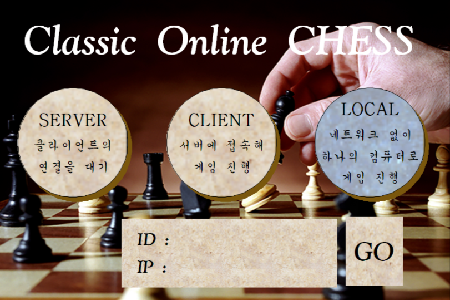 Classic Online CHESS
SERVER
클라이언트의
연결을 대기
CLIENT
서버에 접속해
게임 진행
LOCAL
네트워크 없이
하나의 컴퓨터로
게임 진행
ID :
IP :
GO